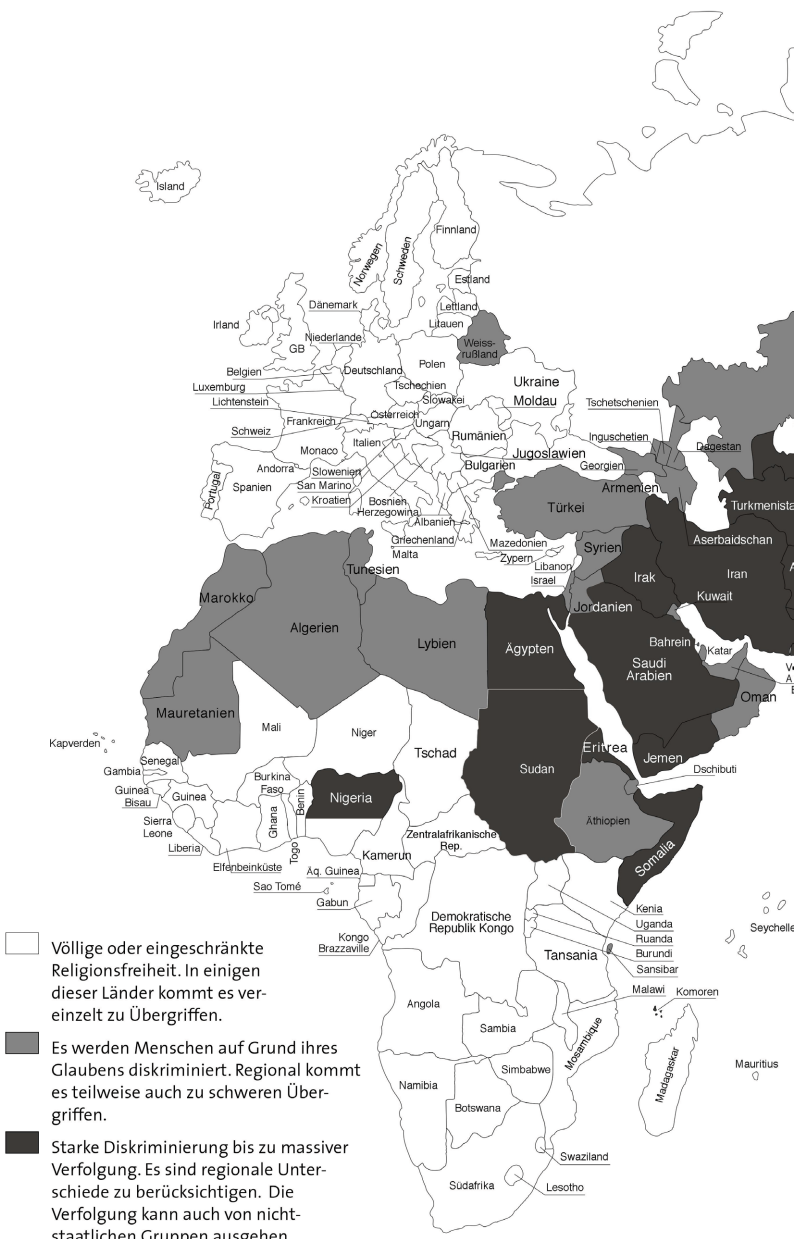 Island
Finnland
Norwegen
Schweden
Estland
Dänemark
Lettland
Irland
Litauen
Niederlande
GB
Weiss-
rußland
Belgien
Deutschland
Polen
Luxemburg
Tschechien
Ukraine
Lichtenstein
Slowakei
Moldau
Tschetschenien
Österreich
Frankreich
Ungarn
Schweiz
Rumänien
Inguschetien
Italien
Dagestan
Monaco
Jugoslawien
Georgien
Bulgarien
Andorra
Slowenien
Portugal
Spanien
San Marino
Armenien
Kroatien
Bosnien
Herzegowina
Türkei
Turkmenista
Albanien
Griechenland
Mazedonien
Aserbaidschan
Malta
Zypern
Syrien
Tunesien
Libanon
Israel
Irak
Iran
A
Kuwait
Marokko
Jordanien
Algerien
Lybien
Ägypten
Bahrein
Katar
Saudi
Arabien
V
A
E
Oman
Mauretanien
Mali
Niger
Kapverden
Tschad
Eritrea
Jemen
Senegal
Gambia
Sudan
Dschibuti
Burkina
Faso
Guinea
Bisau
Guinea
Benin
Nigeria
Ghana
Äthiopien
Sierra
Leone
Liberia
Zentralafrikanische
Rep.
Togo
Kamerun
Elfenbeinküste
Somalia
Äq. Guinea
Sao Tomé
Gabun
Kenia
Demokratische
Republik Kongo
Uganda
Seychelle
Kongo
Brazzaville
Ruanda
Burundi
Tansania
Sansibar
Malawi
Komoren
Angola
Sambia
Mosambique
Madagaskar
Simbabwe
Mauritius
Namibia
Botswana
Swaziland
Südafrika
Lesotho
Völlige oder eingeschränkte
Religionsfreiheit. In einigen
dieser Länder kommt es ver-
einzelt zu Übergriffen.
Es werden Menschen auf Grund ihres
Glaubens diskriminiert. Regional kommt
es teilweise auch zu schweren Über-
griffen.
Starke Diskriminierung bis zu massiver
Verfolgung. Es sind regionale Unter-
schiede zu berücksichtigen. Die
Verfolgung kann auch von nicht-
staatlichen Gruppen ausgehen